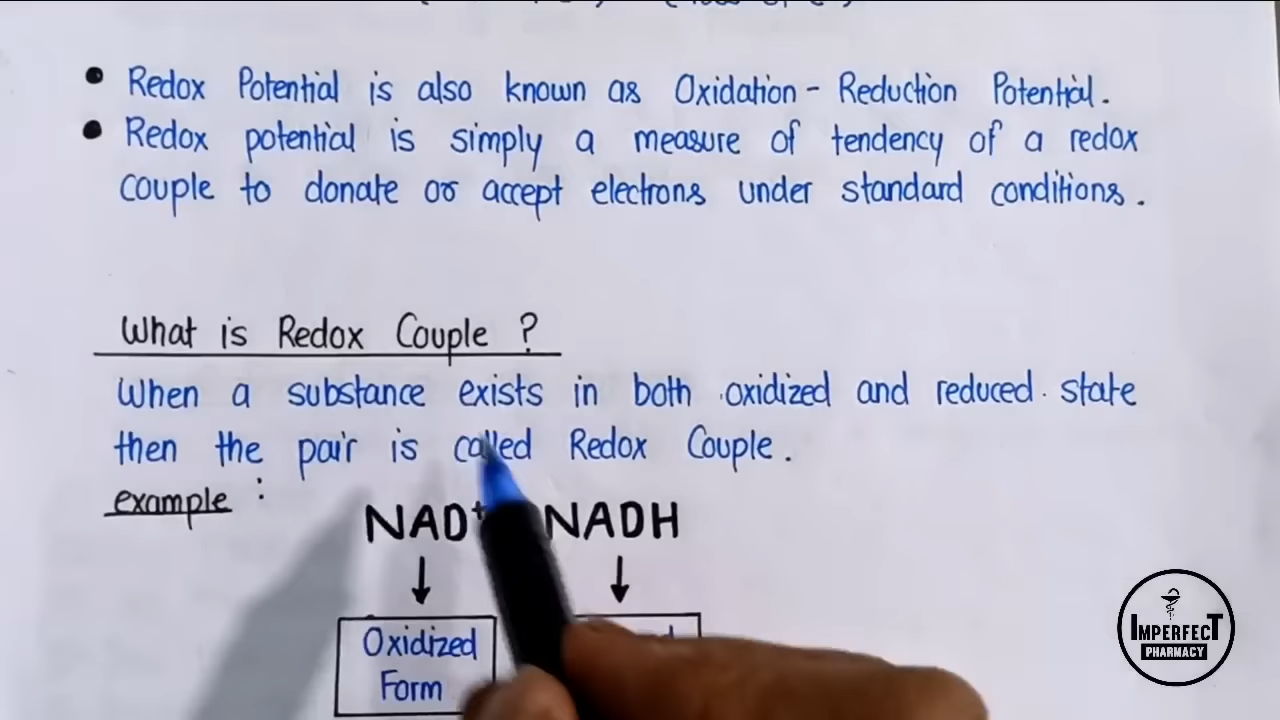 • Redox Potential is also known as Oxidation - Reduction Potential.
• Redox potential is simply a measure of tendency of a redox
couple to donate or accept electrons under standard conditions.
What is Redox Couple ?
When a substance exists in both oxidized and reduced state
then the pair is called Redox Couple.
example :
NAD+ NADH
Oxidized
Form
IMPERFECT
PHARMACY